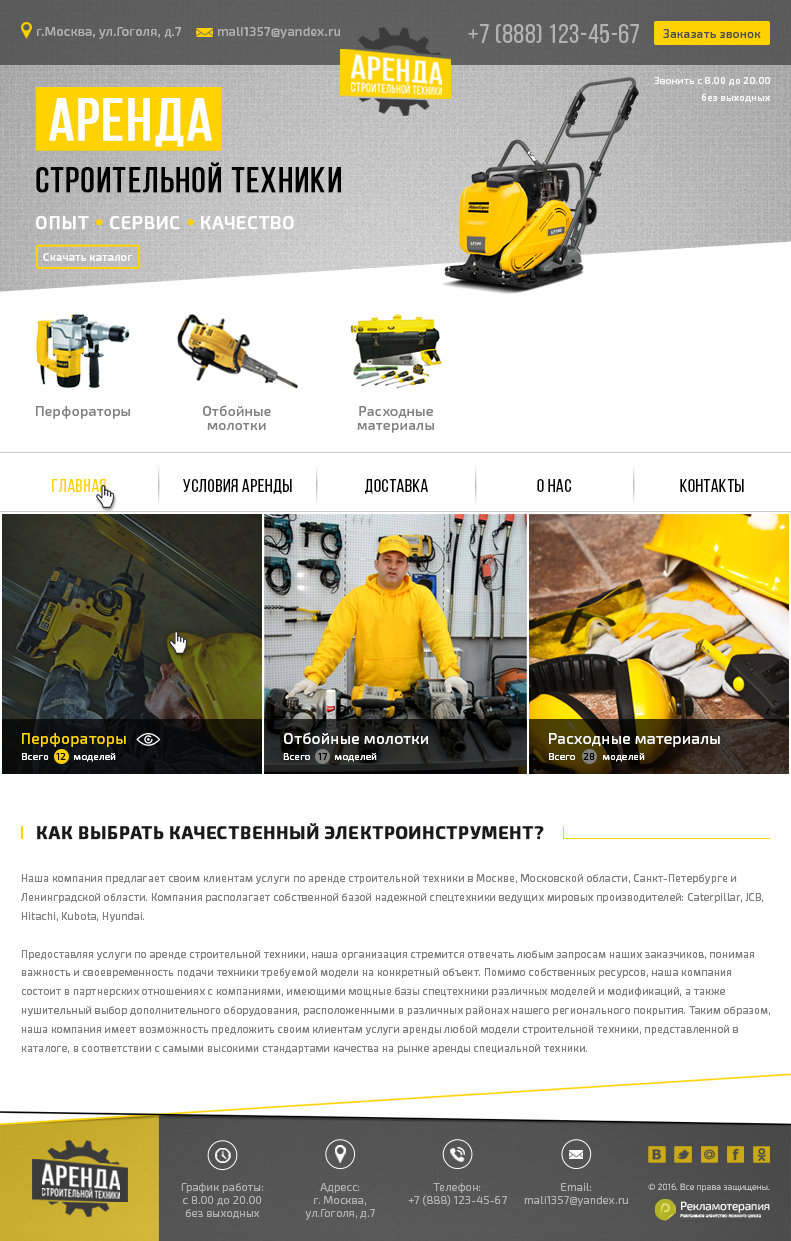 г.Москва, ул.Гоголя, д.7
mali1357@yandex.ru
АРЕНДА
СТРОИТЕЛЬНОЙ ТЕХНИКИ
+7 (888) 123-45-67
Заказать звонок
Звонить с 8.00 до 20.00
без выходных
АРЕНДА
СТРОИТЕЛЬНОЙ ТЕХНИКИ
ОПЫТ • СЕРВИС • КАЧЕСТВО
Скачать каталог
Перфораторы
Отбойные
молотки
Расходные
материалы
ГЛАВНАЯ
УСЛОВИЯ АРЕНДЫ
ДОСТАВКА
О НАС
КОНТАКТЫ
Перфораторы
Всего 12 моделей
Отбойные молотки
Всего 17 моделей
Расходные материалы
Всего 28 моделей
КАК ВЫБРАТЬ КАЧЕСТВЕННЫЙ ЭЛЕКТРОИНСТРУМЕНТ?
Наша компания предлагает своим клиентам услуги по аренде строительной техники в Москве, Московской области, Санкт-Петербурге и
Ленинградской области. Компания располагает собственной базой надежной спецтехники ведущих мировых производителей: Caterpillar, JCB,
Hitachi, Kubota, Hyundai.
Предоставляя услуги по аренде строительной техники, наша организация стремится отвечать любым запросам наших заказчиков, понимая
важность и своевременность подачи техники требуемой модели на конкретный объект. Помимо собственных ресурсов, наша компания
состоит в партнерских отношениях с компаниями, имеющими мощные базы спецтехники различных моделей и модификаций, а также
нушительный выбор дополнительного оборудования, расположенными в различных районах нашего регионального покрытия. Таким образом,
наша компания имеет возможность предложить своим клиентам услуги аренды любой модели строительной техники, представленной в
каталоге, в соответствии с самыми высокими стандартами качества на рынке аренды специальной техники.
АРЕНДА
СТРОИТЕЛЬНОЙ ТЕХНИКИ
График работы:
с 8.00 до 20.00
без выходных
Адресс:
г. Москва,
ул.Гоголя, д.7
Телефон:
+7 (888) 123-45-67
Email:
mali1357@yandex.ru
© 2016. Все права защищены.
Рекламотерапия
Рекламное агентство полного цикла